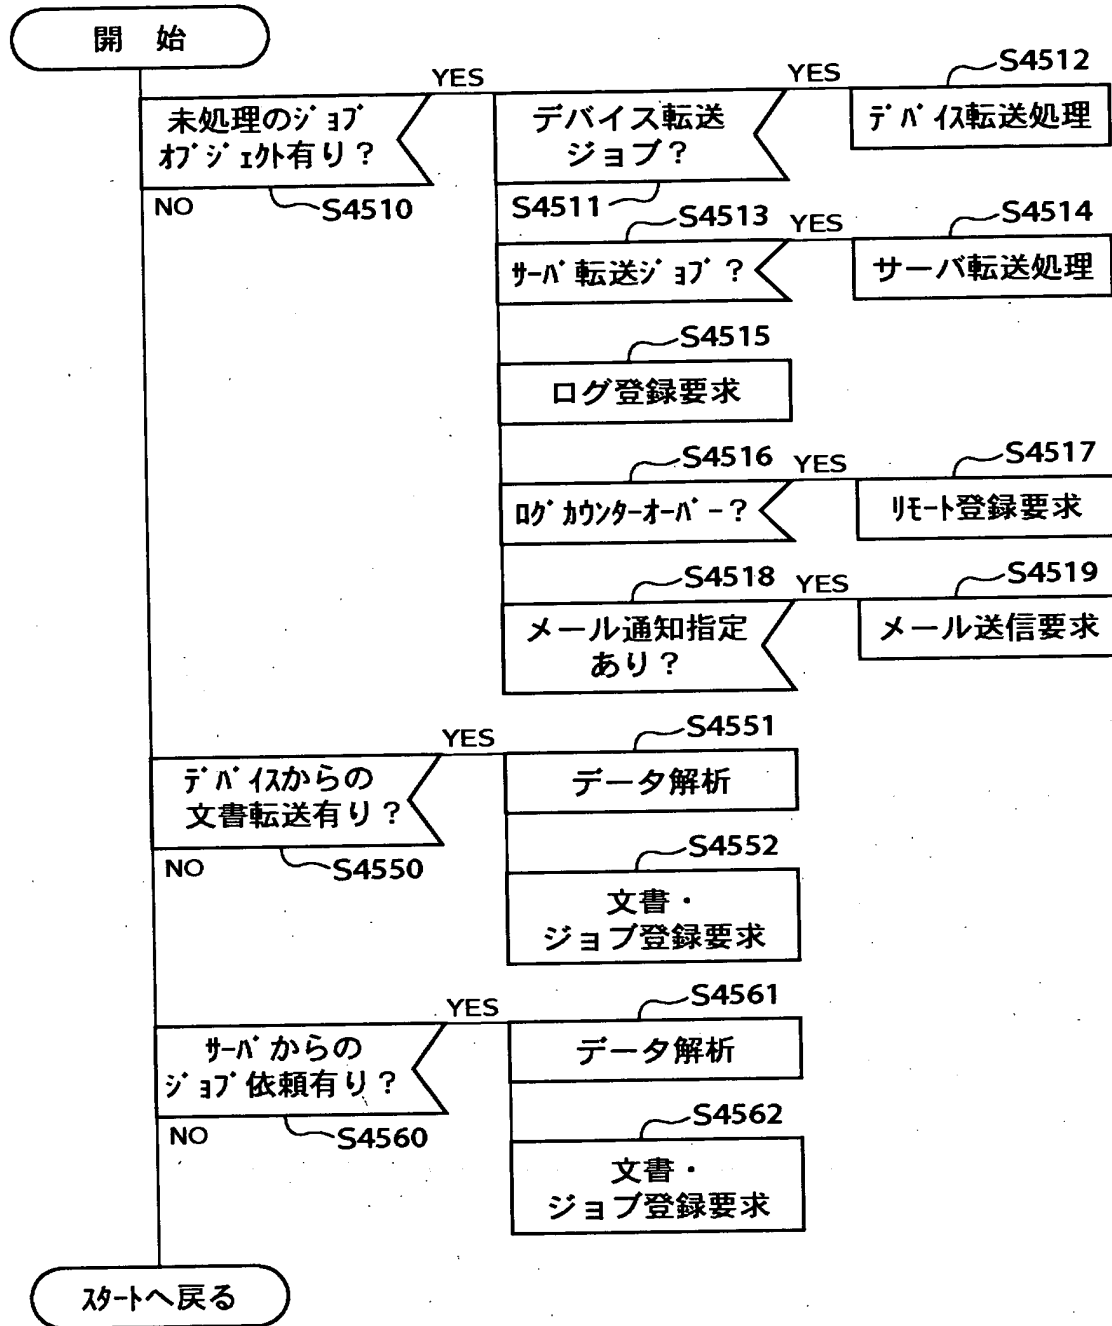 開 始
YES
YES
S4512
未処理のジョブ
オブジェクト有り？
デバイス転送
ジョブ？
デバイス転送処理
NO
S4510
S4511
S4513
YES
S4514
サーバ転送ジョブ？
サーバ転送処理
S4515
ログ登録要求
S4516
YES
S4517
ログカウンターオーバー？
リモート登録要求
S4518
YES
S4519
メール通知指定
あり？
メール送信要求
YES
S4551
デバイスからの
文書転送有り？
データ解析
NO
S4550
S4552
文書・
ジョブ登録要求
YES
S4561
サーバからの
ジョブ依頼有り？
データ解析
NO
S4560
S4562
文書・
ジョブ登録要求
スタートへ戻る